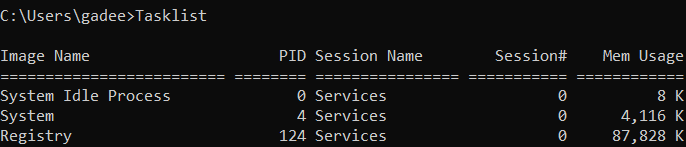 C:\Users\gadee>Tasklist
Image Name                     PID Session Name        Session#    Mem Usage
========================= ======== ================ =========== ============
System Idle Process              0 Services                   0          8 K
System                           4 Services                   0      4,116 K
Registry                       124 Services                   0     87,828 K